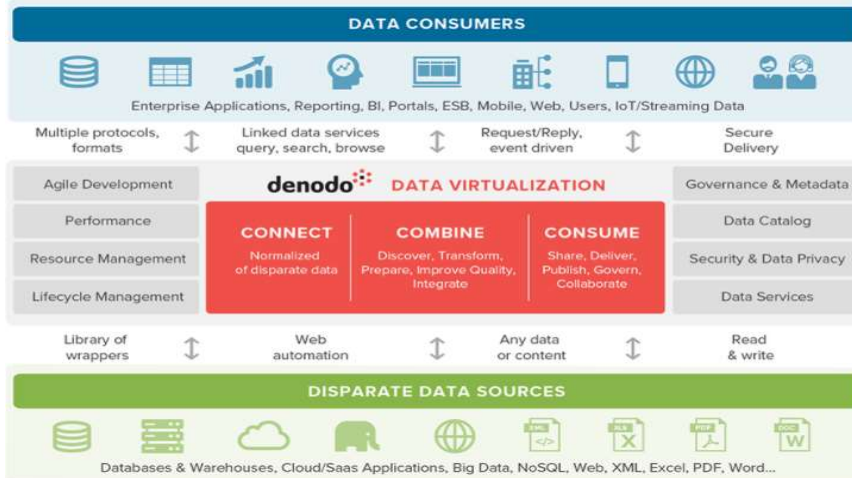 DATA CONSUMERS
Enterprise Applications, Reporting, BI, Portals, ESB, Mobile, Web, Users, IoT/Streaming Data
Multiple protocols,
formats
Linked data services
query, search, browse
Request/Reply,
event driven
Secure
Delivery
Agile Development
Performance
Resource Management
Lifecycle Management
denodo DATA VIRTUALIZATION
CONNECT
Normalized
of disparate data
COMBINE
Discover, Transform,
Prepare, Improve Quality,
Integrate
CONSUME
Share, Deliver,
Publish, Govern,
Collaborate
Governance & Metadata
Data Catalog
Security & Data Privacy
Data Services
Library of
wrappers
Web
automation
Any data
or content
Read
& write
DISPARATE DATA SOURCES
XML
</>
XLS
X
PDF
DOC
W
Databases & Warehouses, Cloud/Saas Applications, Big Data, NoSQL, Web, XML, Excel, PDF, Word...